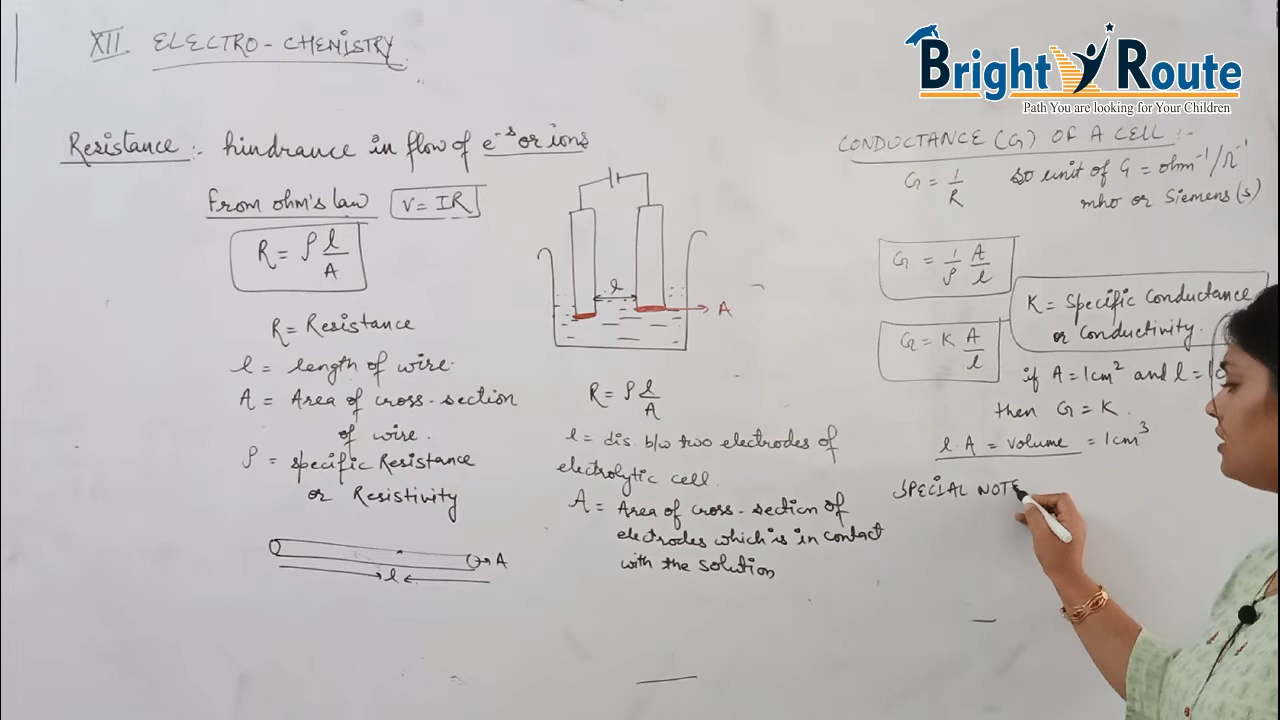 XII. ELECTRO-CHEMISTRY
Bright Route
Path You are looking for Your Children
Resistance :- hindrance in flow of e⁻s or ions
From ohm's law V = IR
R = ρ l/A
R = Resistance
l = length of wire.
A = Area of cross-section
of wire.
ρ = specific Resistance
or Resistivity
A
l
l
A
R = ρ l/A
l = dis. b/w two electrodes of
electrolytic cell.
A = Area of cross-section of
electrodes which is in contact
with the solution
CONDUCTANCE (G) OF A CELL :-
G = 1/R so unit of G = ohm⁻¹/Ω⁻¹
mho or Siemens (s)
G = 1/ρ A/l
G = K A/l
K = Specific Conductance
or Conductivity.
if A = 1cm² and l = 1c
then G = K.
l. A = volume = 1cm³
SPECIAL NOTE